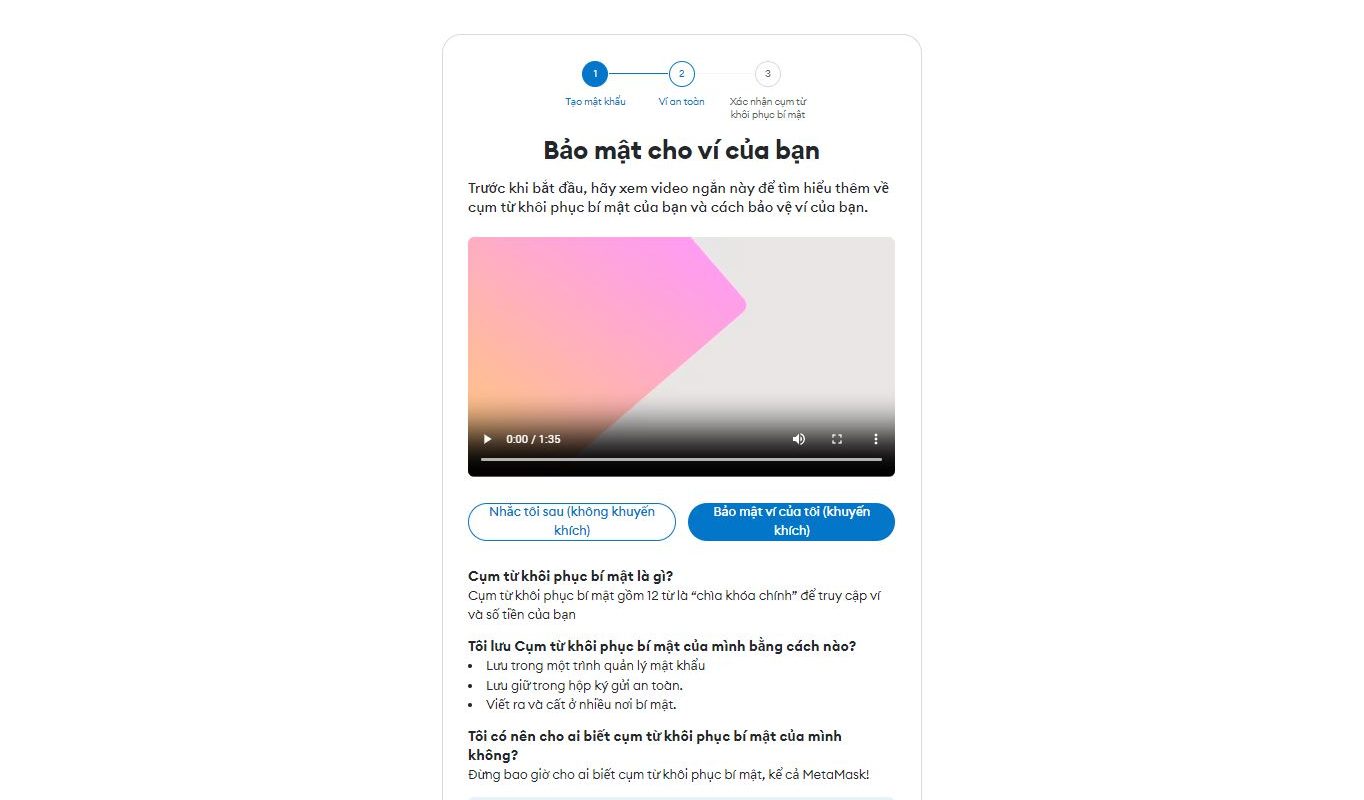 1
2
3
Tạo mật khẩu
Ví an toàn
Xác nhận cụm từ
khôi phục bí mật
Bảo mật cho ví của bạn
Trước khi bắt đầu, hãy xem video ngắn này để tìm hiểu thêm về
cụm từ khôi phục bí mật của bạn và cách bảo vệ ví của bạn.
0:00 / 1:35
Nhắc tôi sau (không khuyến
khích)
Bảo mật ví của tôi (khuyến
khích)
Cụm từ khôi phục bí mật là gì?
Cụm từ khôi phục bí mật gồm 12 từ là “chìa khóa chính” để truy cập ví
và số tiền của bạn
Tôi lưu Cụm từ khôi phục bí mật của mình bằng cách nào?
• Lưu trong một trình quản lý mật khẩu
• Lưu giữ trong hộp ký gửi an toàn.
• Viết ra và cất ở nhiều nơi bí mật.
Tôi có nên cho ai biết cụm từ khôi phục bí mật của mình
không?
Đừng bao giờ cho ai biết cụm từ khôi phục bí mật, kể cả MetaMask!